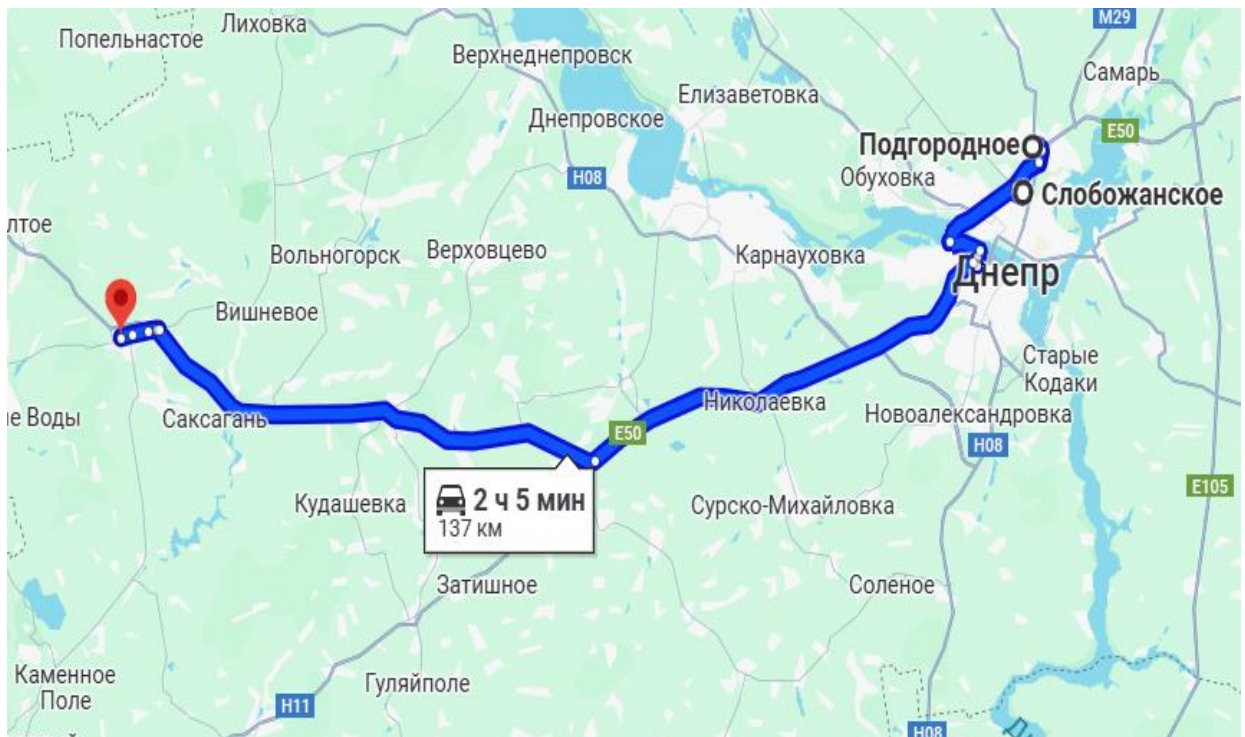 M29
Лиховка
Попельнастое
Верхнеднепровск
Самарь
Елизаветовка
Днепровское
E50
Подгородное
Обуховка
H08
Слобожанское
лтое
Вольногорск
Верховцево
Карнауховка
Днепр
Вишневое
Старые
Кодаки
Николаевка
Новоалександровка
Саксагань
е Воды
E50
H08
2 ч 5 мин
137 км
E105
Кудашевка
Сурско-Михайловка
Затишное
Соленое
Каменное
Поле
Гуляйполе
H11
H08